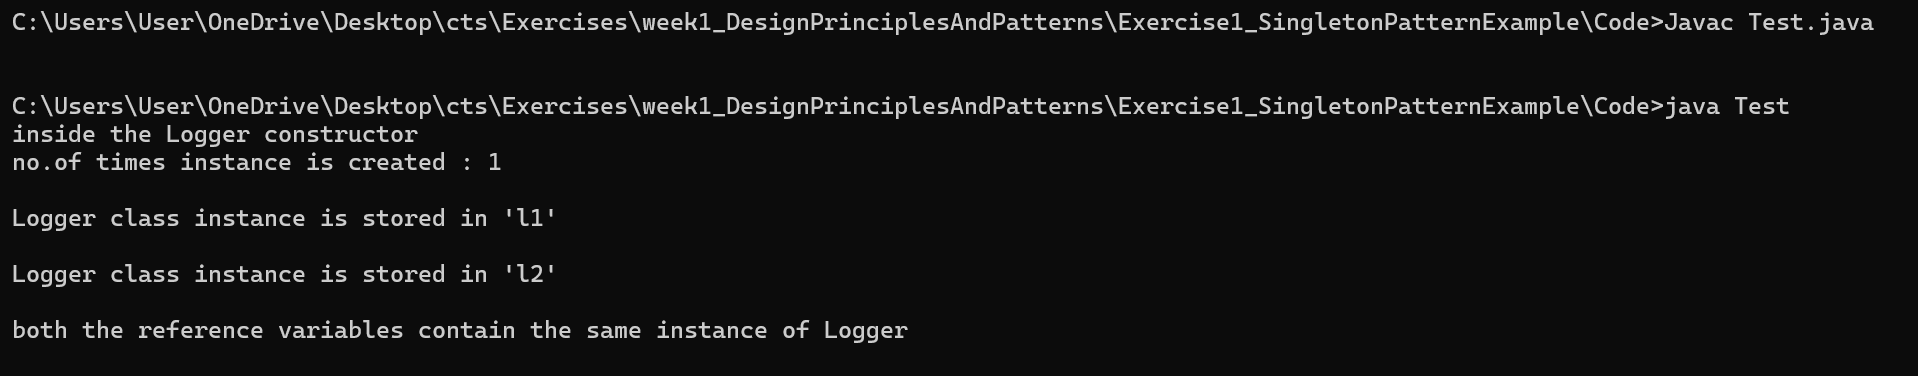 C:\Users\User\OneDrive\Desktop\cts\Exercises\week1_DesignPrinciplesAndPatterns\Exercise1_SingletonPatternExample\Code>Javac Test.java
C:\Users\User\OneDrive\Desktop\cts\Exercises\week1_DesignPrinciplesAndPatterns\Exercise1_SingletonPatternExample\Code>java Test
inside the Logger constructor
no.of times instance is created : 1
Logger class instance is stored in 'l1'
Logger class instance is stored in 'l2'
both the reference variables contain the same instance of Logger